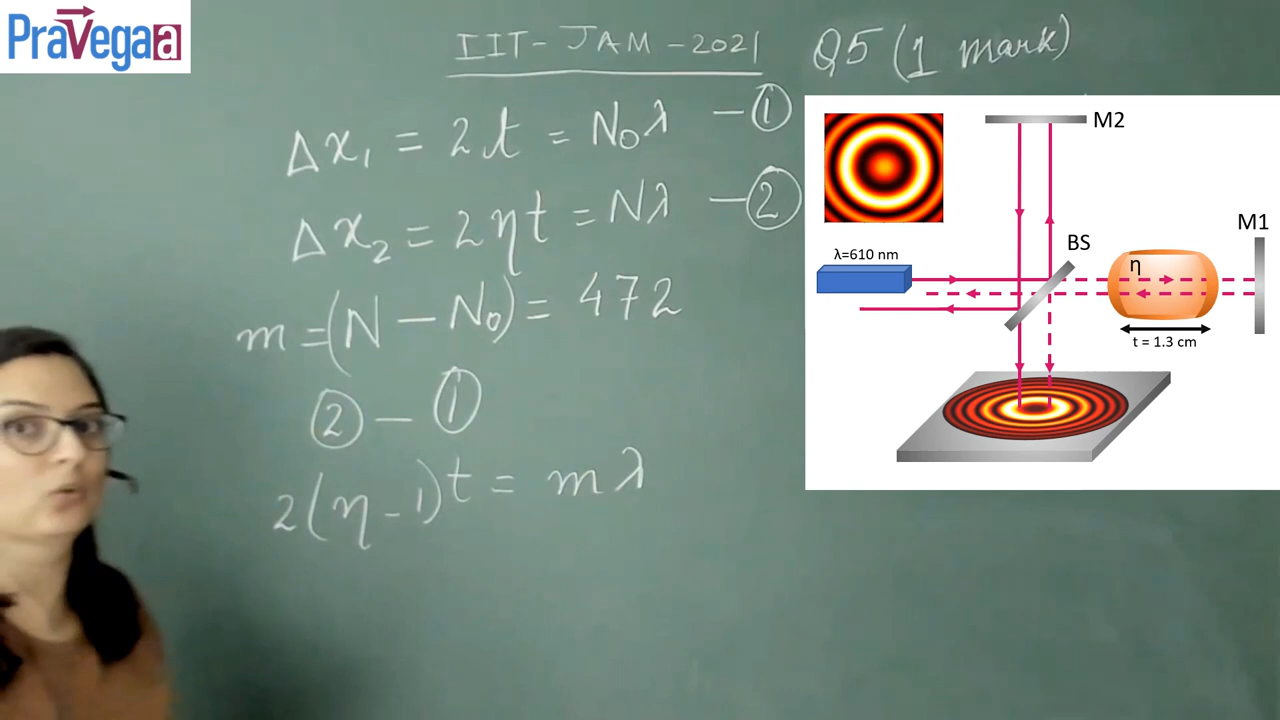 PraVegaa
IIT-JAM-2021 Q5 (1 mark)
Δx₁ = 2t = N₀λ —①
Δx₂ = 2ηt = Nλ —②
m = (N — N₀) = 472
② — ①
2(η-1)t = mλ
M2
M1
BS
λ=610 nm
η
t = 1.3 cm